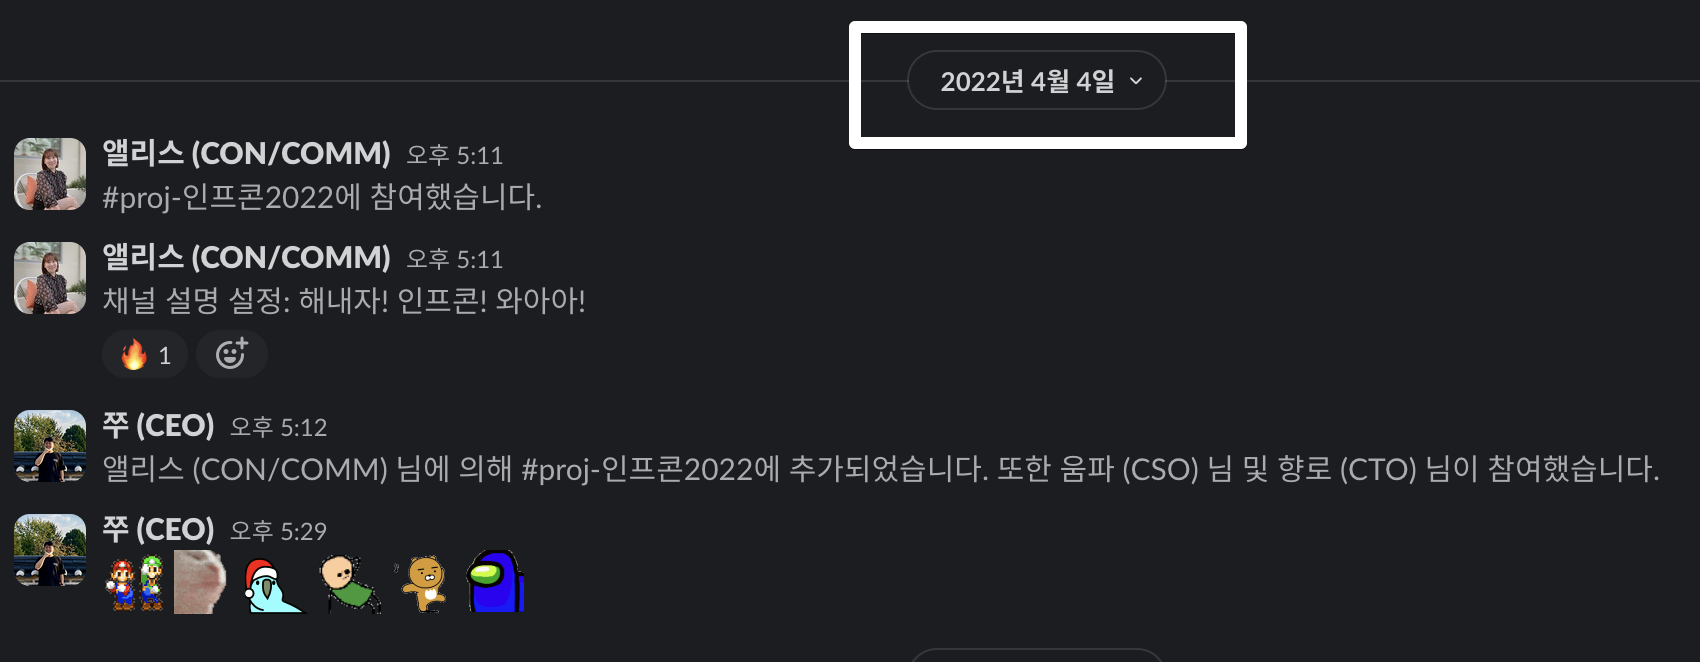 2022년 4월 4일
앨리스 (CON/COMM) 오후 5:11
#proj-인프콘2022에 참여했습니다.
앨리스 (CON/COMM) 오후 5:11
채널 설명 설정: 해내자! 인프콘! 와아아!
1
쭈 (CEO) 오후 5:12
앨리스 (CON/COMM) 님에 의해 #proj-인프콘2022에 추가되었습니다. 또한 움파 (CSO) 님 및 향로 (CTO) 님이 참여했습니다.
쭈 (CEO) 오후 5:29